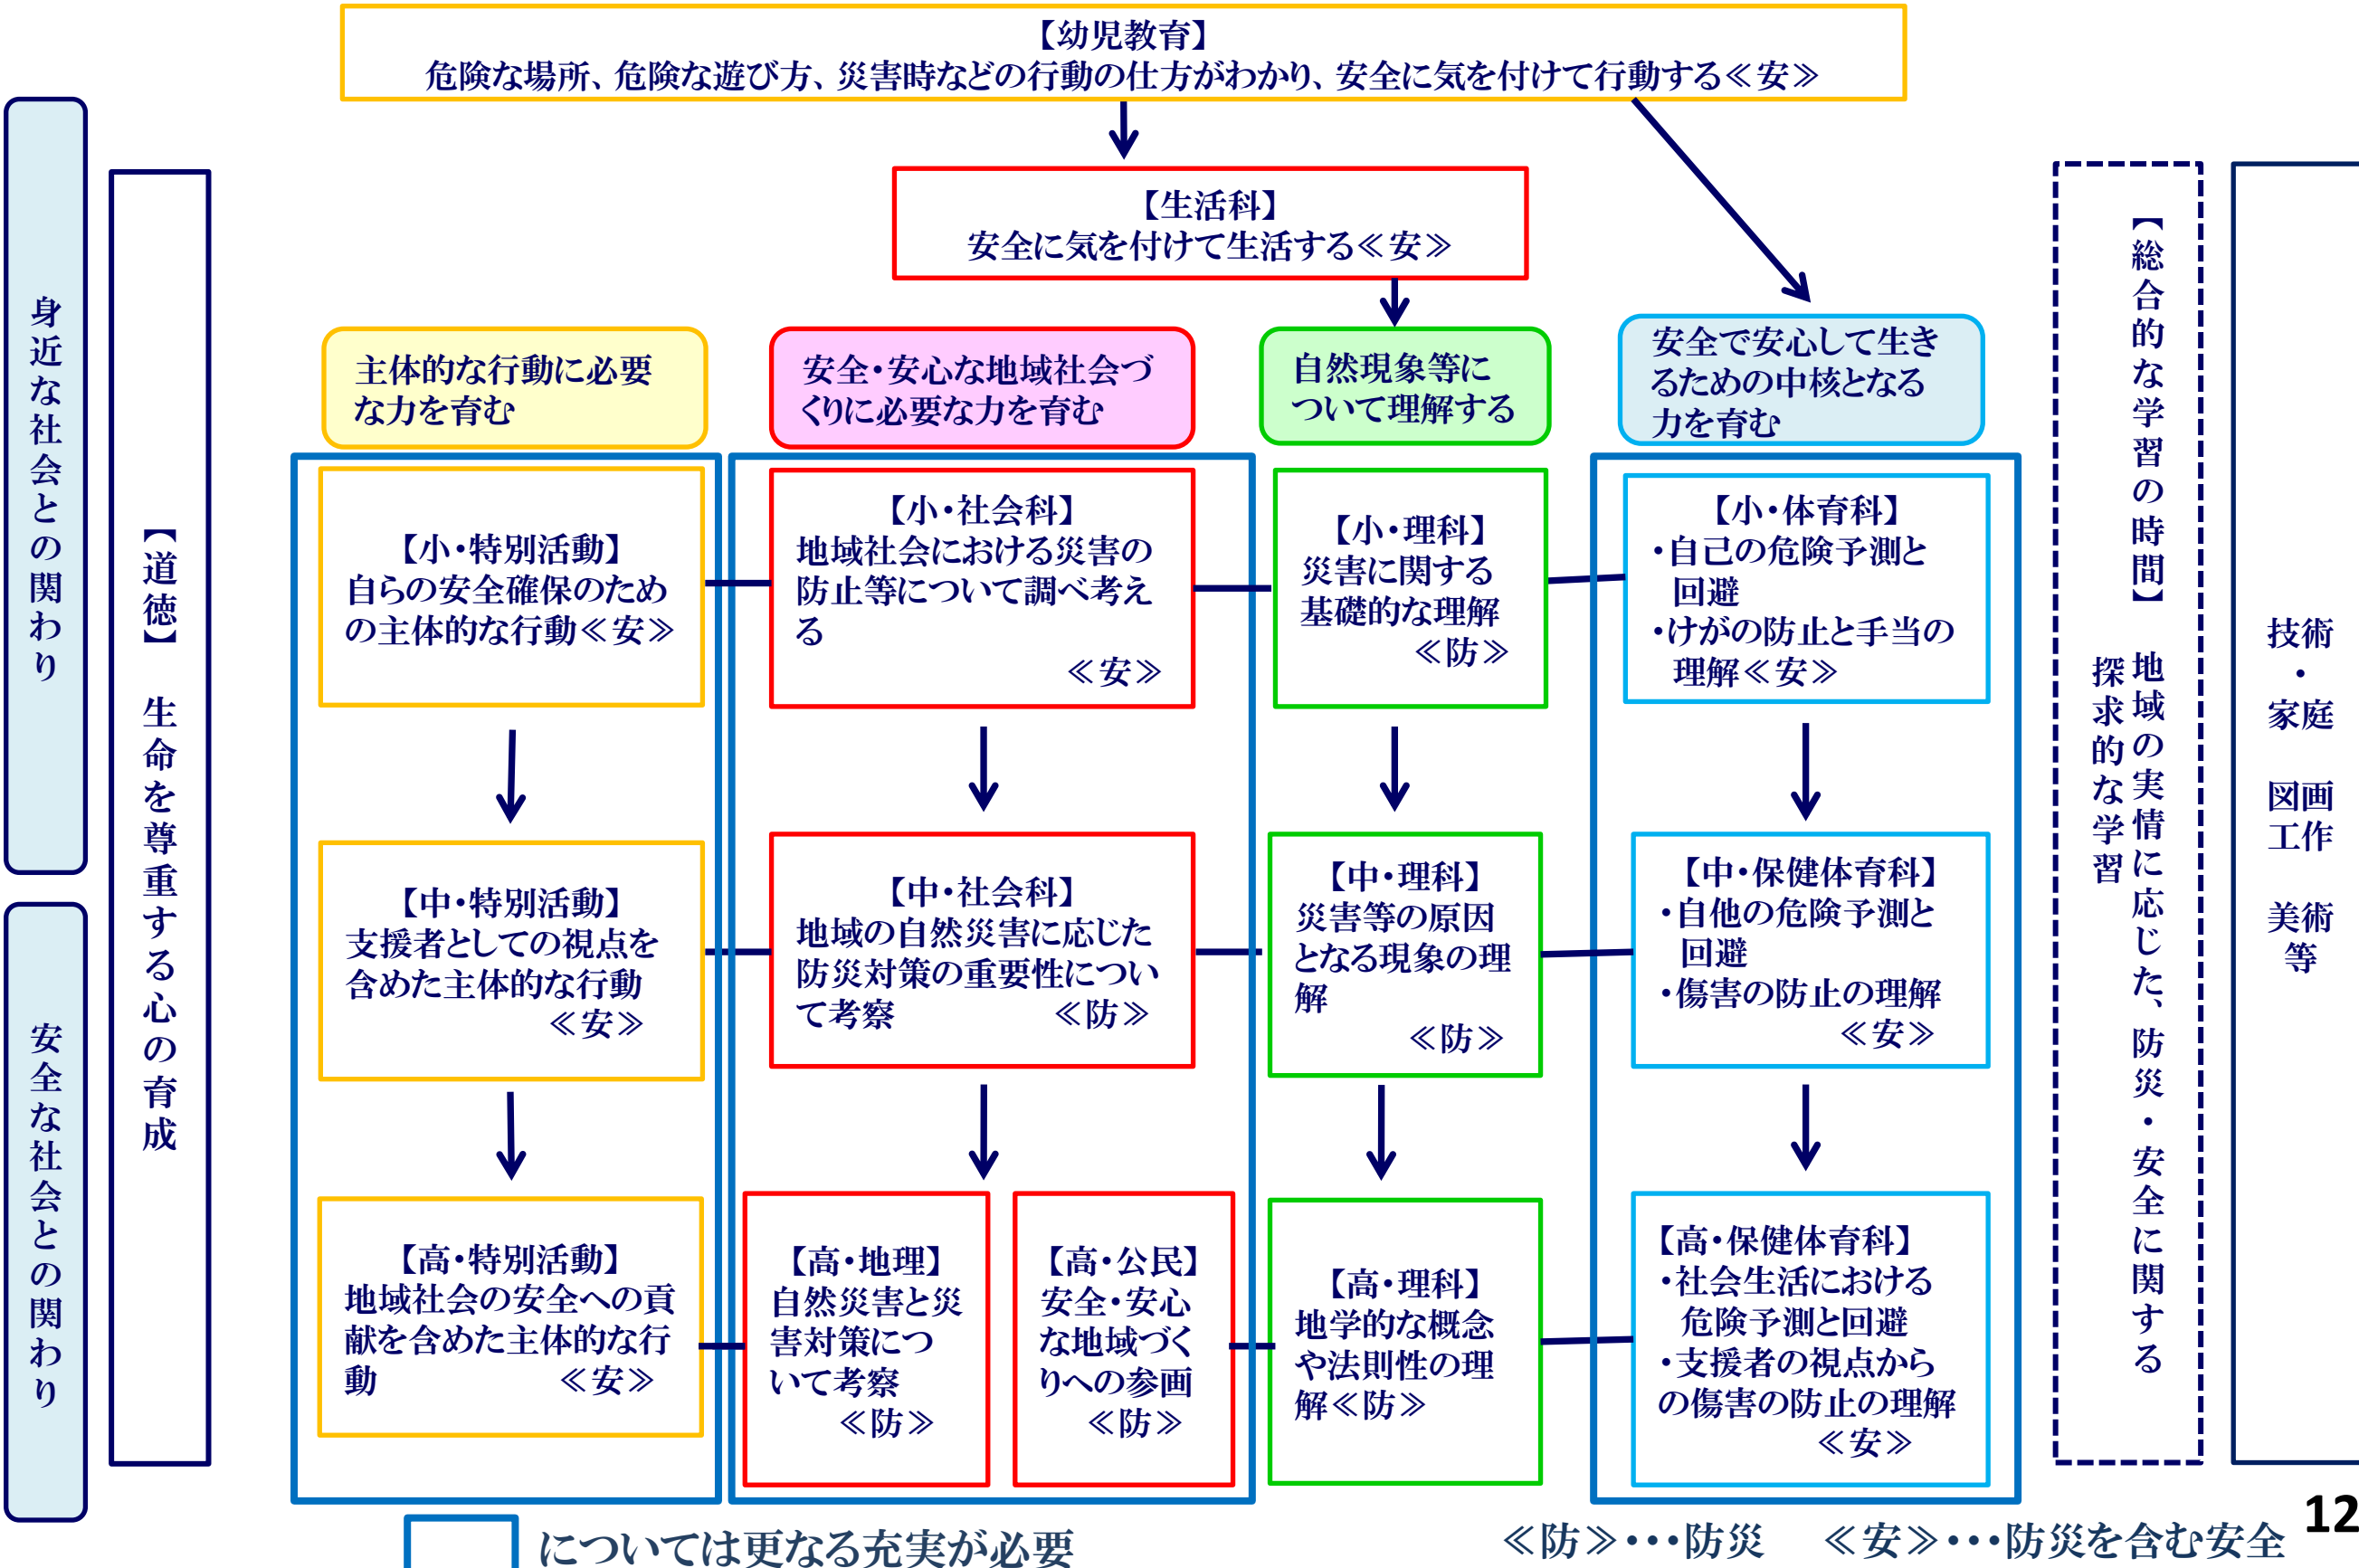 【幼児教育】
危険な場所、危険な遊び方、災害時などの行動の仕方がわかり、安全に気を付けて行動する≪安≫
【生活科】
安全に気を付けて生活する≪安≫
身近な社会との関わり
安全な社会との関わり
【道徳】　生命を尊重する心の育成
主体的な行動に必要
な力を育む
【小・特別活動】
自らの安全確保のため
の主体的な行動≪安≫
【中・特別活動】
支援者としての視点を
含めた主体的な行動
≪安≫
【高・特別活動】
地域社会の安全への貢
献を含めた主体的な行
動　≪安≫
安全・安心な地域社会づ
くりに必要な力を育む
【小・社会科】
地域社会における災害の
防止等について調べ考え
る
≪安≫
【中・社会科】
地域の自然災害に応じた
防災対策の重要性につい
て考察　≪防≫
【高・地理】
自然災害と災
害対策につ
いて考察
≪防≫
【高・公民】
安全・安心
な地域づく
りへの参画
≪防≫
自然現象等に
ついて理解する
【小・理科】
災害に関する
基礎的な理解
≪防≫
【中・理科】
災害等の原因
となる現象の理
解
≪防≫
【高・理科】
地学的な概念
や法則性の理
解≪防≫
安全で安心して生き
るための中核となる
力を育む
【小・体育科】
・自己の危険予測と
回避
・けがの防止と手当の
理解≪安≫
【中・保健体育科】
・自他の危険予測と
回避
・傷害の防止の理解
≪安≫
【高・保健体育科】
・社会生活における
危険予測と回避
・支援者の視点から
の傷害の防止の理解
≪安≫
【総合的な学習の時間】　地域の実情に応じた、防災・安全に関する
探求的な学習
技術
・
家庭
図画
工作
美術
等
については更なる充実が必要
≪防≫・・・防災　≪安≫・・・防災を含む安全
12